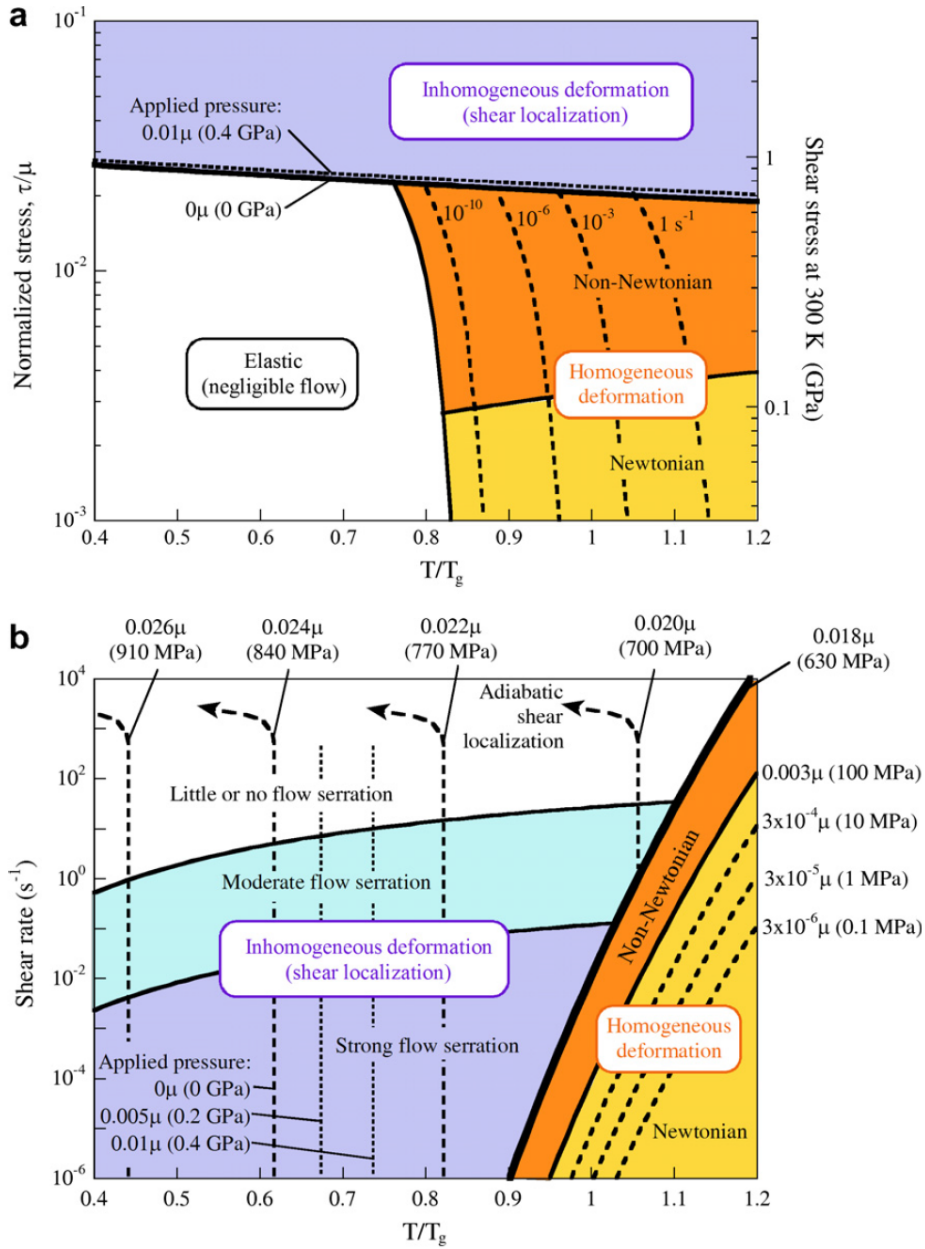 a
10⁻¹
Inhomogeneous deformation
(shear localization)
Applied pressure:
0.01μ (0.4 GPa)
0μ (0 GPa)
1
10⁻¹⁰
10⁻⁶
10⁻³
1 s⁻¹
Normalized stress, τ/μ
10⁻²
Non-Newtonian
Shear stress at 300 K (GPa)
Elastic
(negligible flow)
Homogeneous
deformation
0.1
Newtonian
10⁻³
0.4
0.5
0.6
0.7
0.8
0.9
1
1.1
1.2
T/Tg
b
0.026μ
(910 MPa)
0.024μ
(840 MPa)
0.022μ
(770 MPa)
0.020μ
(700 MPa)
0.018μ
(630 MPa)
10⁴
Adiabatic
shear
localization
10²
Little or no flow serration
0.003μ (100 MPa)
3x10⁻⁴μ (10 MPa)
10⁰
Moderate flow serration
3x10⁻⁵μ (1 MPa)
Non-Newtonian
3x10⁻⁶μ (0.1 MPa)
Shear rate (s⁻¹)
Inhomogeneous deformation
(shear localization)
10⁻²
Strong flow serration
Homogeneous
deformation
Applied pressure:
0μ (0 GPa)
10⁻⁴
0.005μ (0.2 GPa)
0.01μ (0.4 GPa)
Newtonian
10⁻⁶
0.4
0.5
0.6
0.7
0.8
0.9
1
1.1
1.2
T/Tg